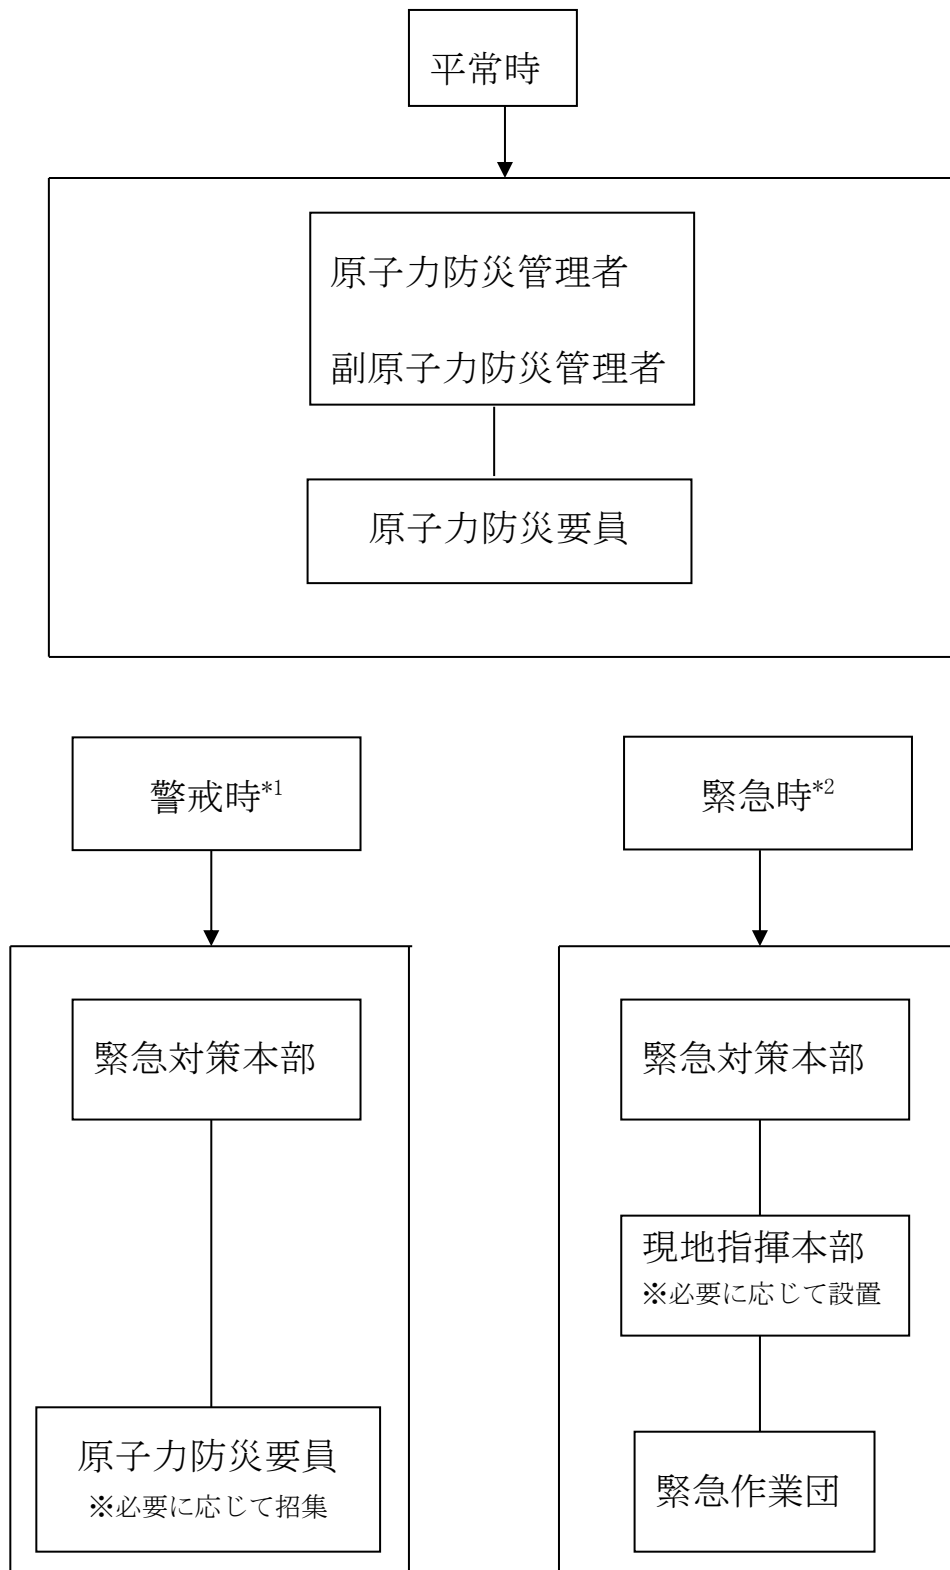 平常時
原子力防災管理者
副原子力防災管理者
原子力防災要員
警戒時*1
緊急対策本部
原子力防災要員
※必要に応じて招集
緊急時*2
緊急対策本部
現地指揮本部
※必要に応じて設置
緊急作業団